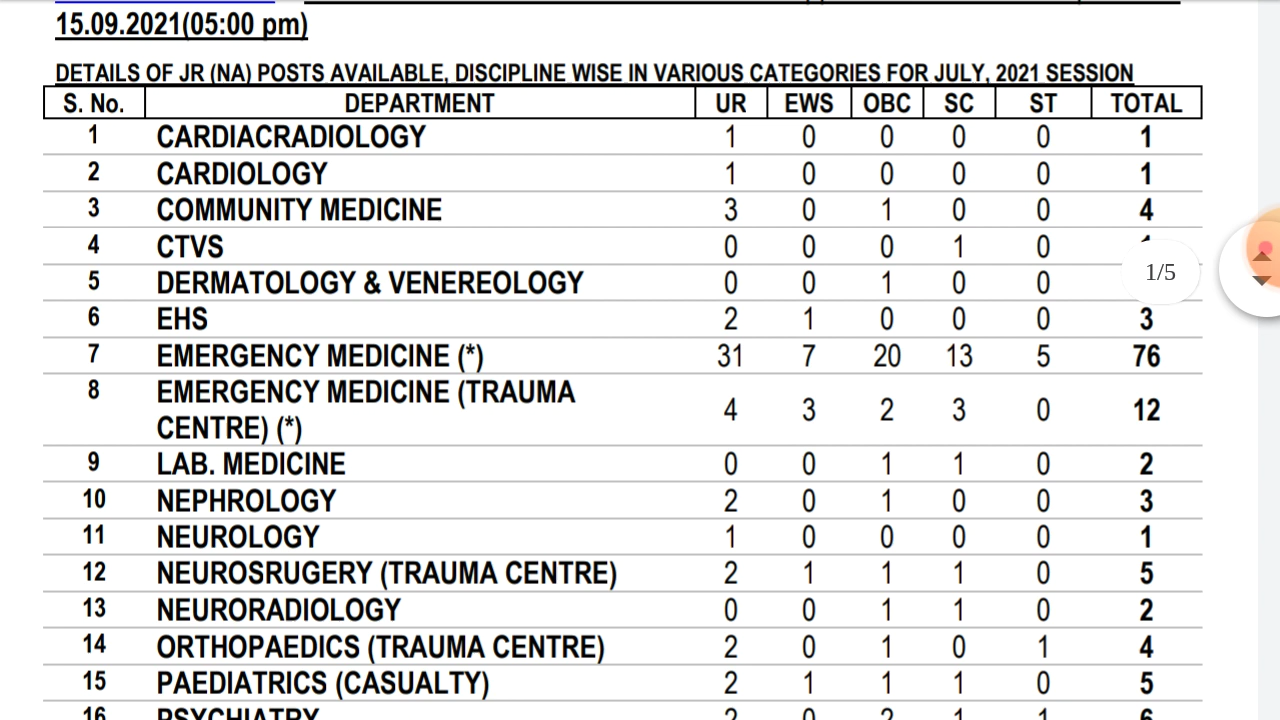 15.09.2021(05:00 pm)
DETAILS OF JR (NA) POSTS AVAILABLE, DISCIPLINE WISE IN VARIOUS CATEGORIES FOR JULY, 2021 SESSION
S. No. DEPARTMENT UR EWS OBC SC ST TOTAL
1 CARDIACRADIOLOGY 1 0 0 0 0 1
2 CARDIOLOGY 1 0 0 0 0 1
3 COMMUNITY MEDICINE 3 0 1 0 0 4
4 CTVS 0 0 0 1 0
5 DERMATOLOGY & VENEREOLOGY 0 0 1 0 0
1/5
6 EHS 2 1 0 0 0 3
7 EMERGENCY MEDICINE (*) 31 7 20 13 5 76
8 EMERGENCY MEDICINE (TRAUMA
CENTRE) (*) 4 3 2 3 0 12
9 LAB. MEDICINE 0 0 1 1 0 2
10 NEPHROLOGY 2 0 1 0 0 3
11 NEUROLOGY 1 0 0 0 0 1
12 NEUROSRUGERY (TRAUMA CENTRE) 2 1 1 1 0 5
13 NEURORADIOLOGY 0 0 1 1 0 2
14 ORTHOPAEDICS (TRAUMA CENTRE) 2 0 1 0 1 4
15 PAEDIATRICS (CASUALTY) 2 1 1 1 0 5
16 PSYCHIATRY 2 0 2 1 1 6